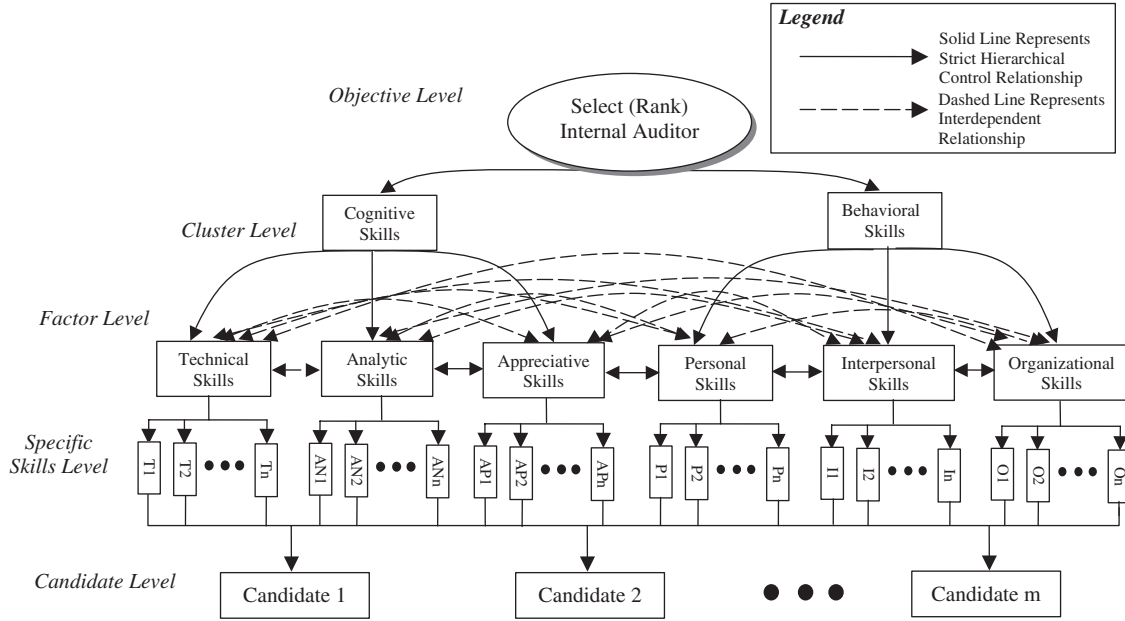 Legend
Solid Line Represents
Strict Hierarchical
Control Relationship
Dashed Line Represents
Interdependent
Relationship
Objective Level
Select (Rank)
Internal Auditor
Cluster Level
Cognitive
Skills
Behavioral
Skills
Factor Level
Technical
Skills
Analytic
Skills
Appreciative
Skills
Personal
Skills
Interpersonal
Skills
Organizational
Skills
Specific
Skills Level
T1
T2
Tn
AN1
AN2
ANn
AP1
AP2
APn
P1
P2
Pn
I1
I2
In
O1
O2
On
Candidate Level
Candidate 1
Candidate 2
Candidate m